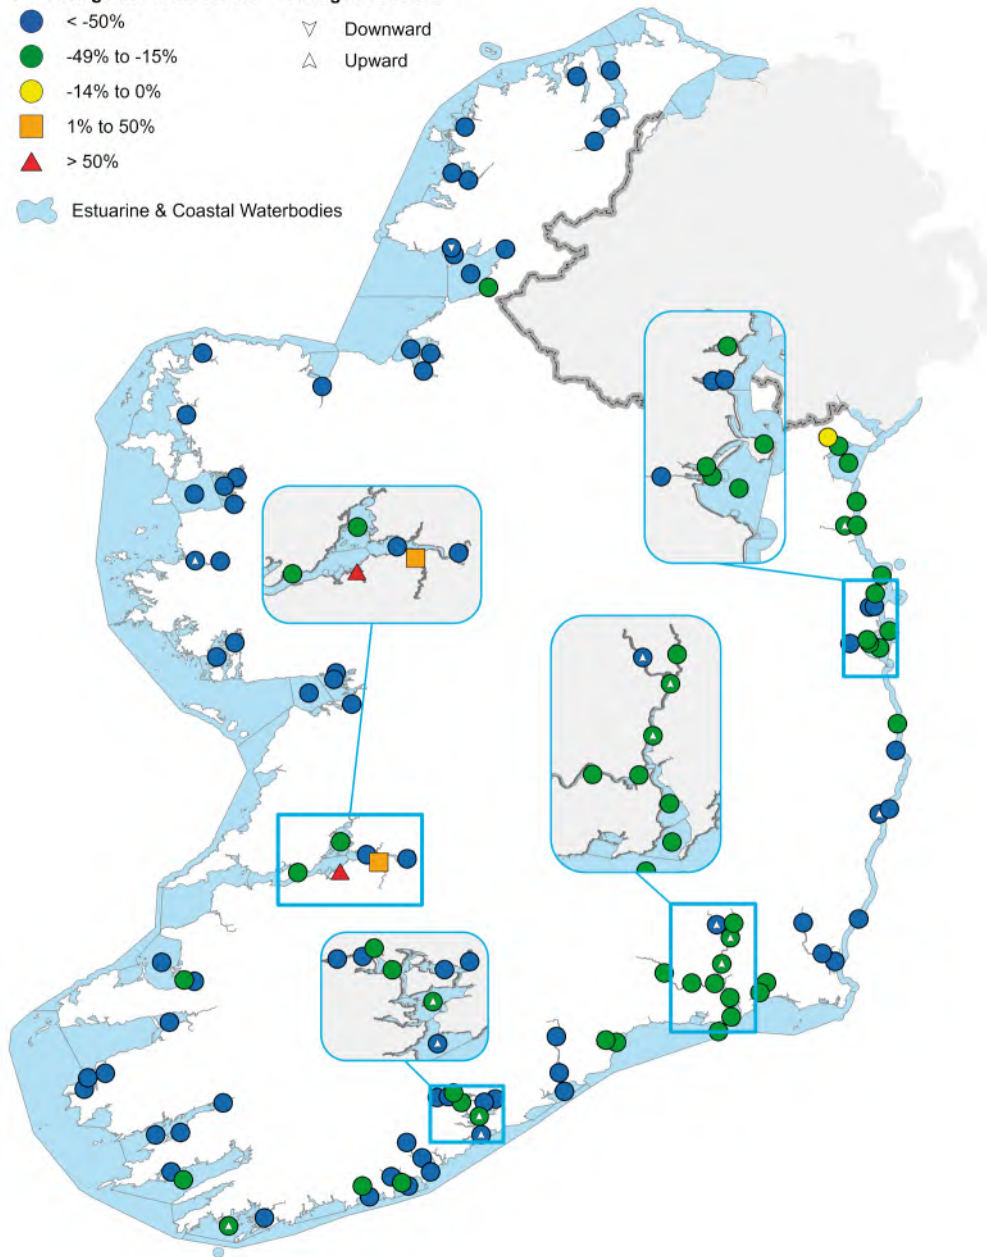 < -50%
-49% to -15%
-14% to 0%
1% to 50%
> 50%
Estuarine & Coastal Waterbodies
Downward
Upward